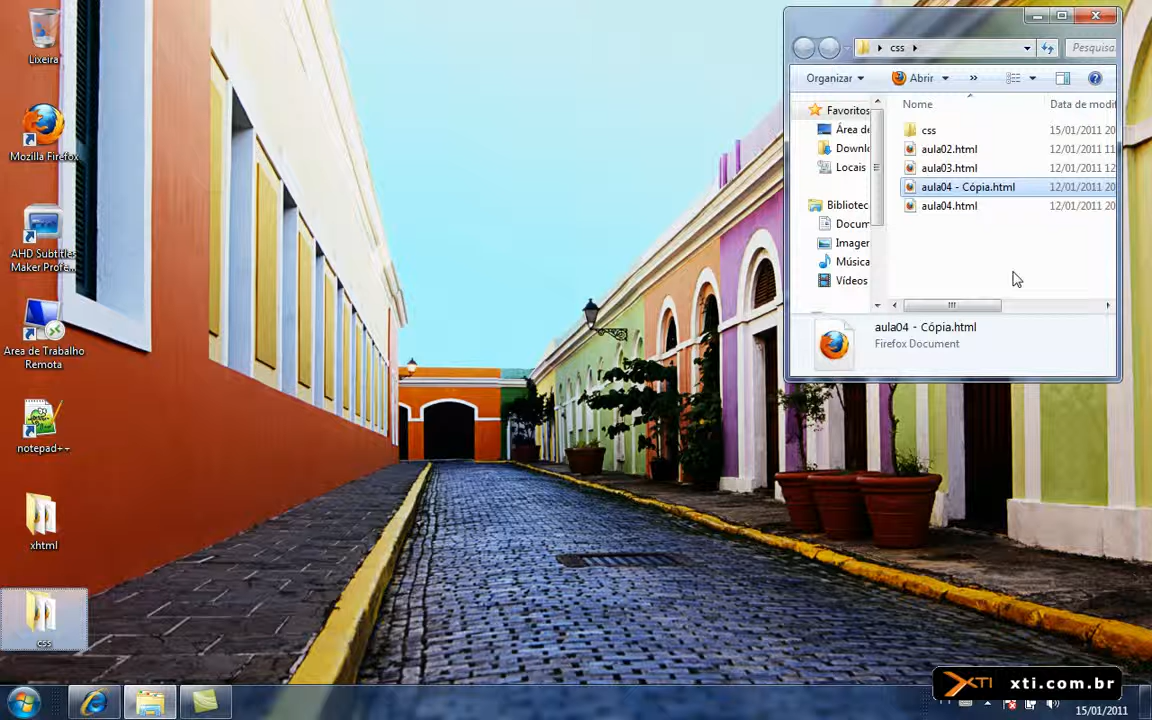 Lixeira
Mozilla Firefox
AHD Subtitles
Maker Profe...
Área de Trabalho
Remota
notepad++
xhtml
css
css
Pesquisa
Organizar
Abrir
»
Nome
Data de modif
Favoritos
Área de
Downlo
Locais
Bibliotec
Docum
Imager
Música
Vídeos
css 15/01/2011 20
aula02.html 12/01/2011 11
aula03.html 12/01/2011 12
aula04 - Cópia.html 12/01/2011 20
aula04.html 12/01/2011 20
aula04 - Cópia.html
Firefox Document
XTI xti.com.br
15/01/2011